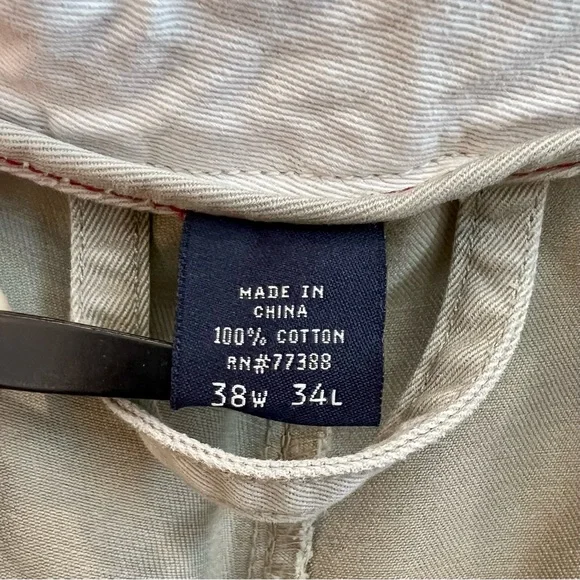 MADE IN
CHINA
100% COTTON
RN#77388
38W 34L